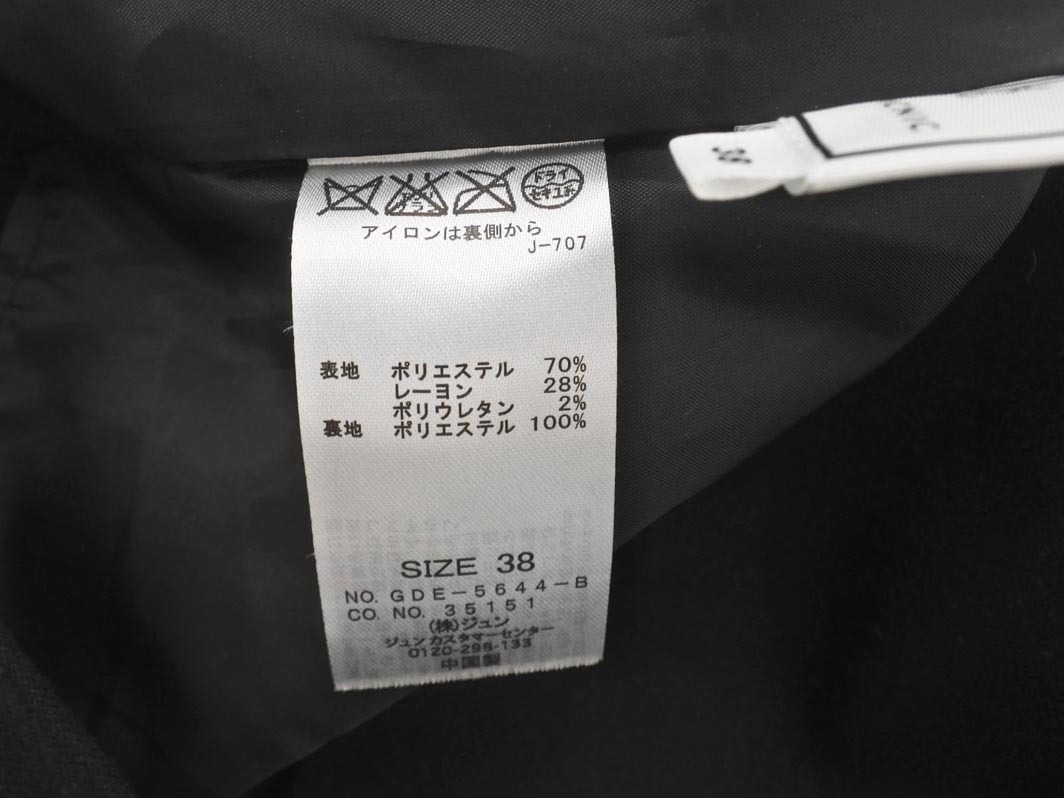 ドライ
セキユ系
アイロンは裏側から
J-707
表地 ポリエステル 70%
レーヨン 28%
ポリウレタン 2%
裏地 ポリエステル 100%
SIZE 38
NO. GDE-5644-B
CO. NO. 35151
(株)ジュン
ジュンカスタマーセンター
0120-298-133
中国製
38